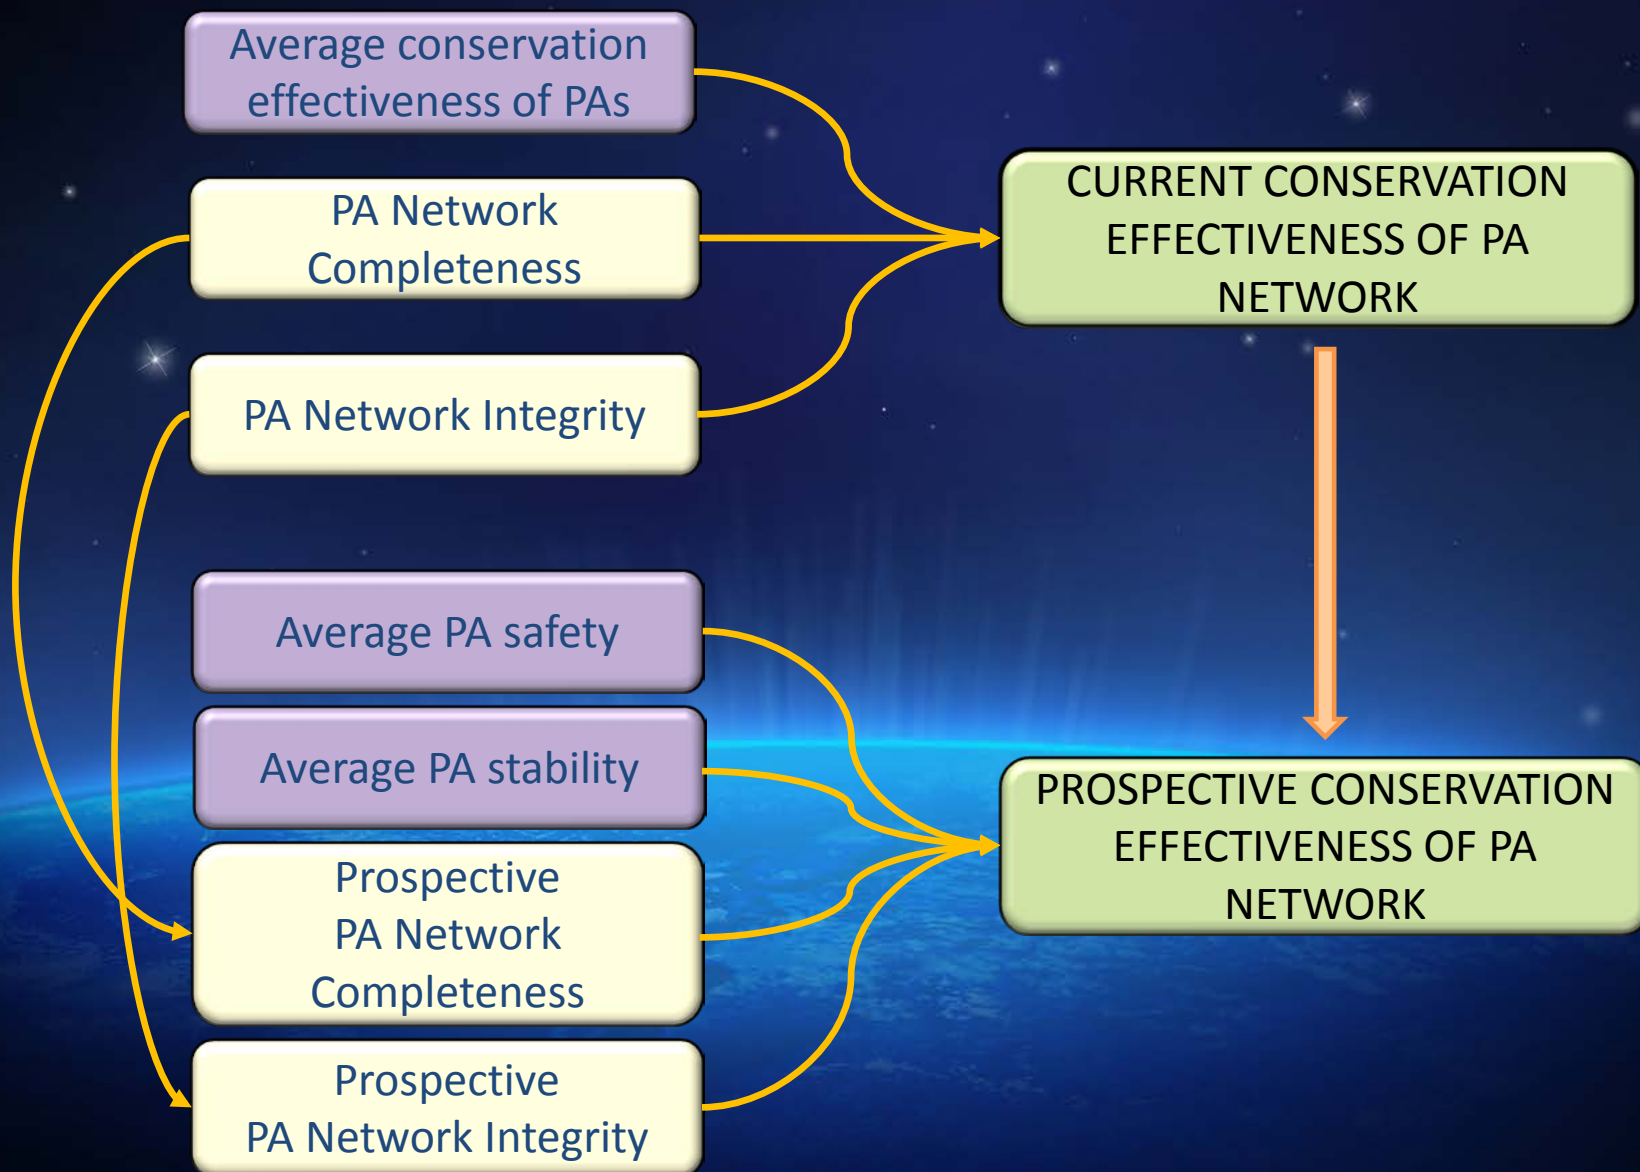 Average conservation
effectiveness of PAs
PA Network
Completeness
PA Network Integrity
CURRENT CONSERVATION
EFFECTIVENESS OF PA
NETWORK
Average PA safety
Average PA stability
Prospective
PA Network
Completeness
Prospective
PA Network Integrity
PROSPECTIVE CONSERVATION
EFFECTIVENESS OF PA
NETWORK